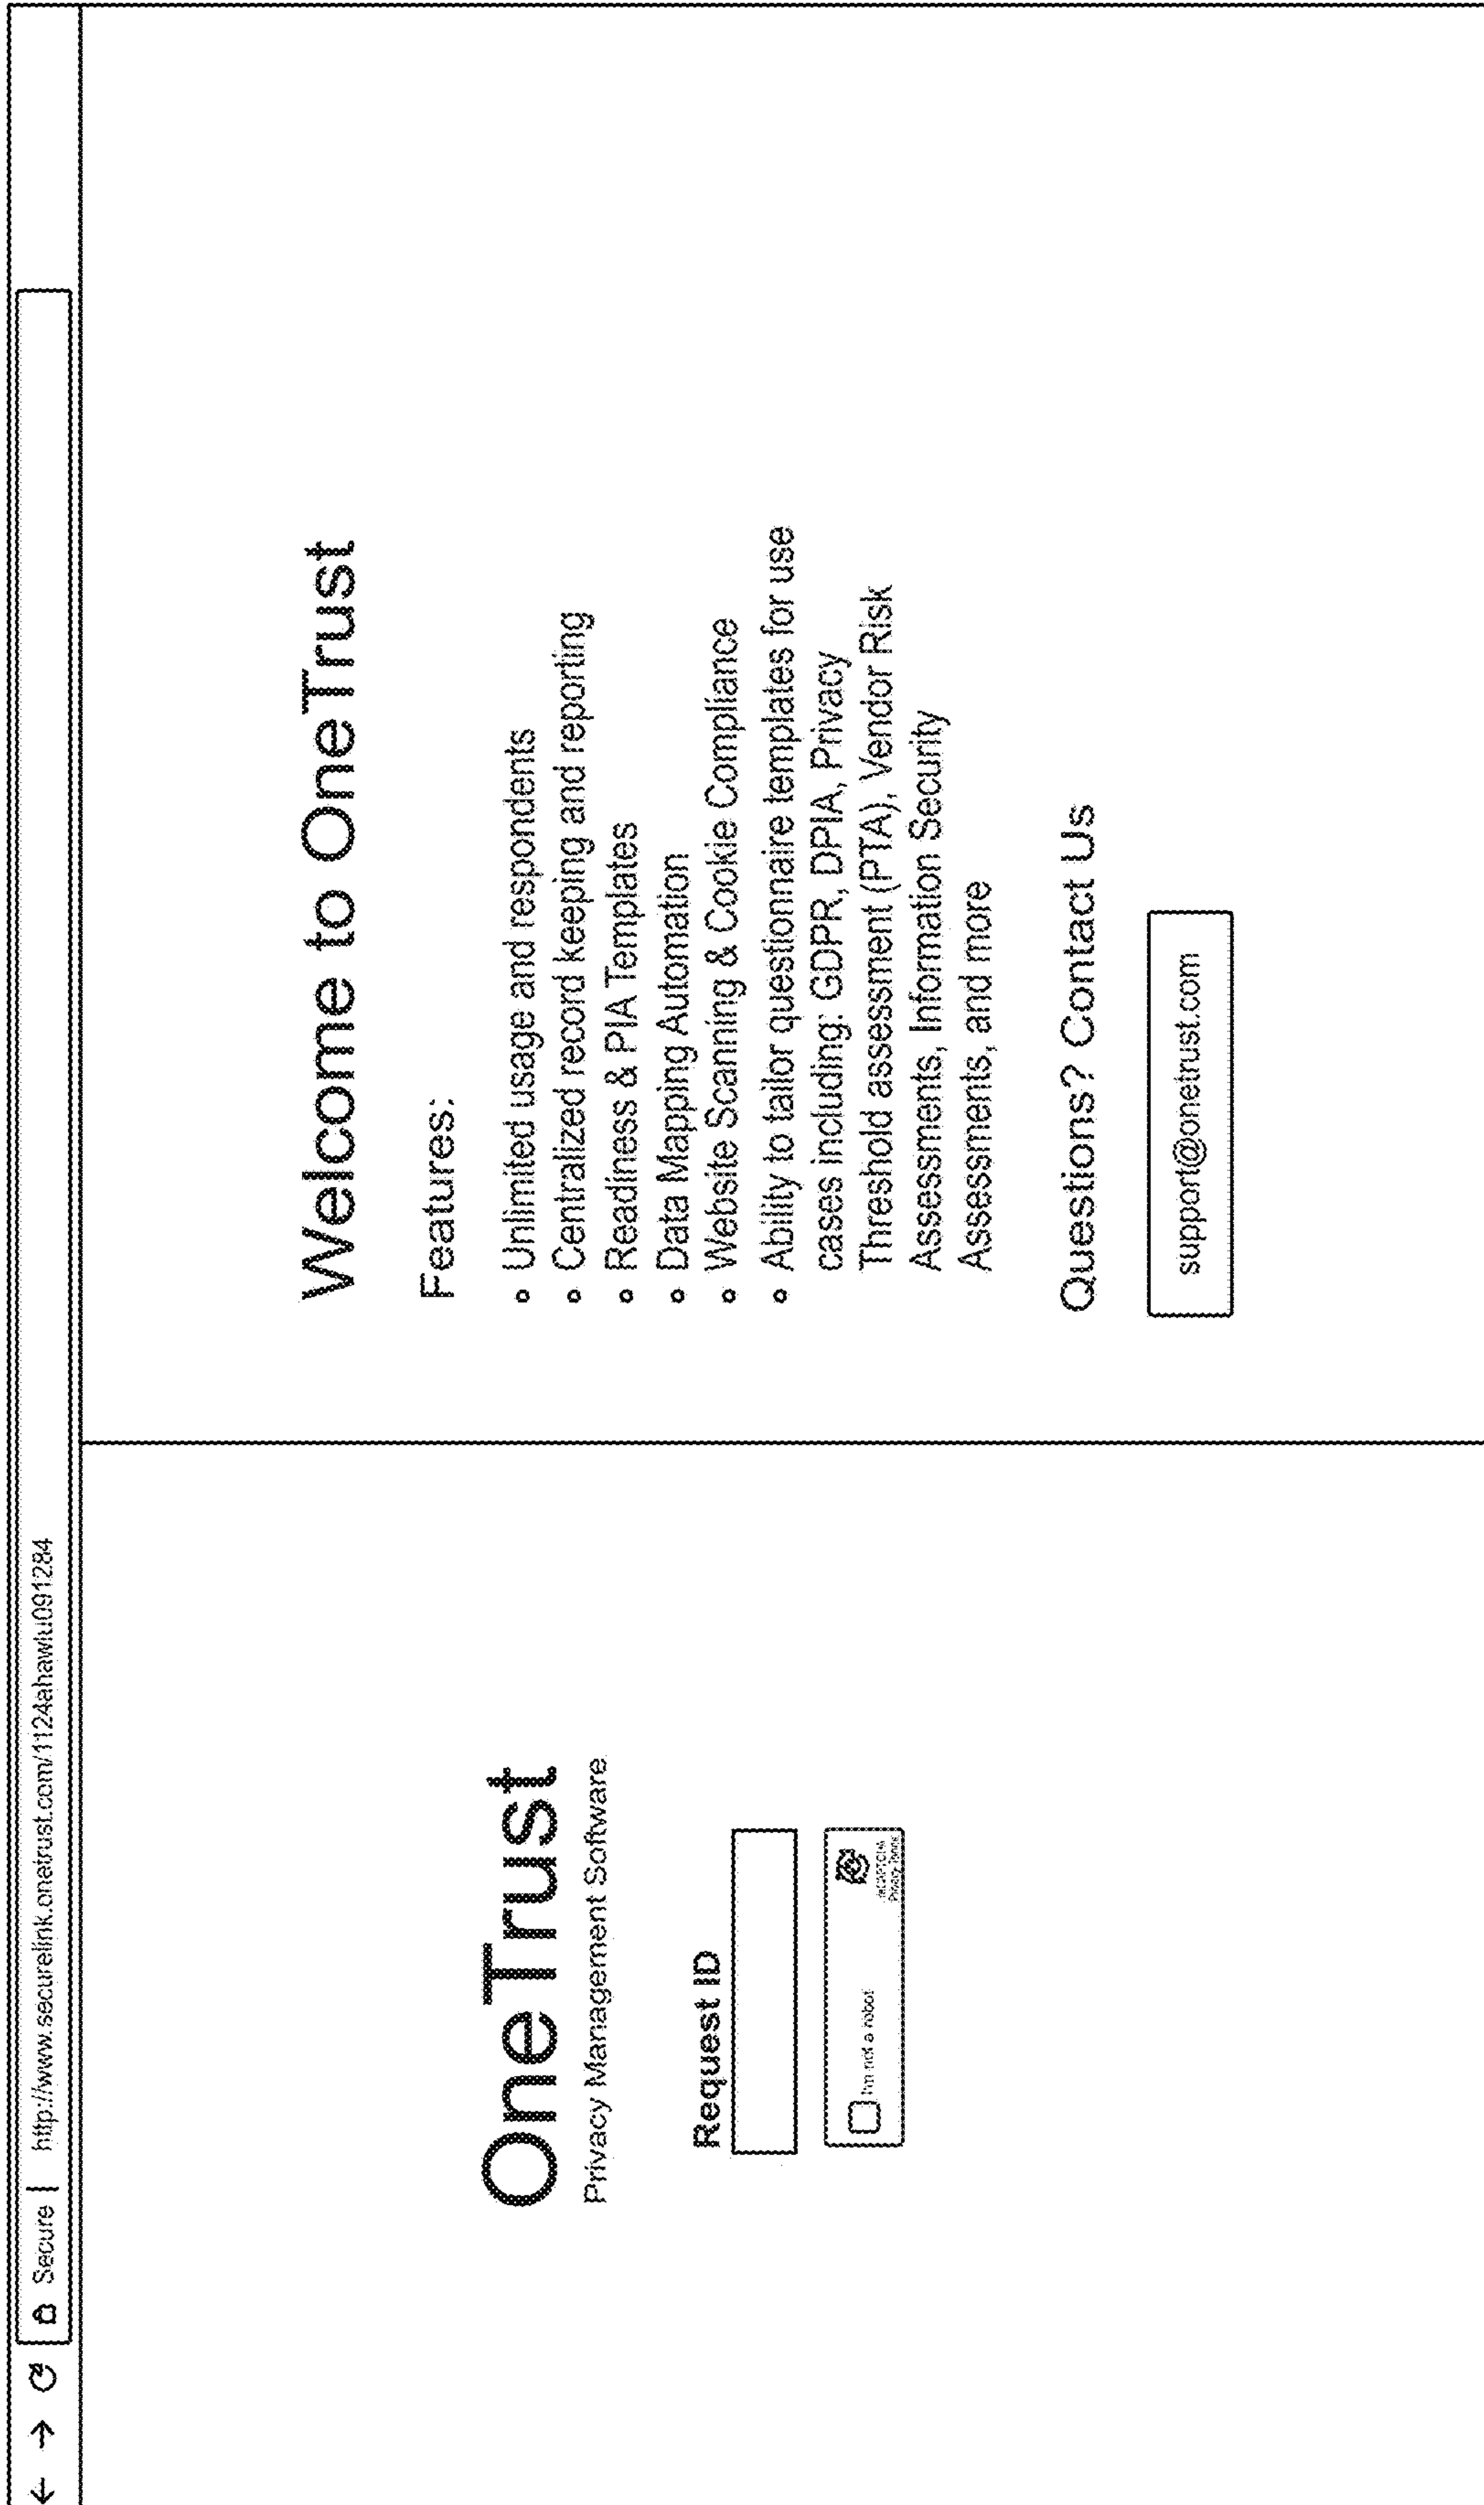 Secure | http://www.securelink.onetrust.com/1124ahawlu091284
OneTrust
Privacy Management Software
Request ID
I'm not a robot
reCAPTCHA
Privacy - Terms
Welcome to OneTrust
Features:
Unlimited usage and respondents
Centralized record keeping and reporting
Readiness & PIA Templates
Data Mapping Automation
Website Scanning & Cookie Compliance
Ability to tailor questionnaire templates for use
cases including: GDPR, DPIA, Privacy
Threshold assessment (PTA), Vendor Risk
Assessments, Information Security
Assessments, and more
Questions? Contact Us
support@onetrust.com